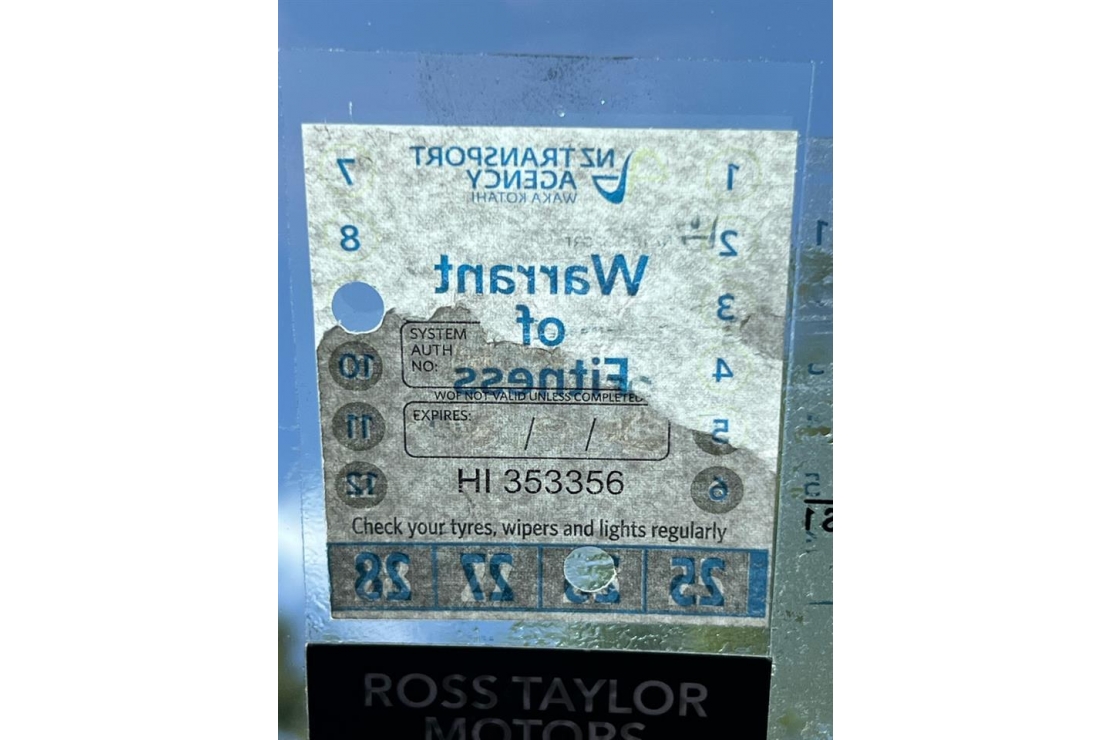 NZ TRANSPORT
AGENCY
WAKA KOTAHI
7
1
8
2
Warrant
of
Fitness
3
4
SYSTEM
AUTH
NO:
10
WOF NOT VALID UNLESS COMPLETED
EXPIRES: / /
11
5
HI 353356
12
6
Check your tyres, wipers and lights regularly
28 27 25
ROSS TAYLOR
MOTORS